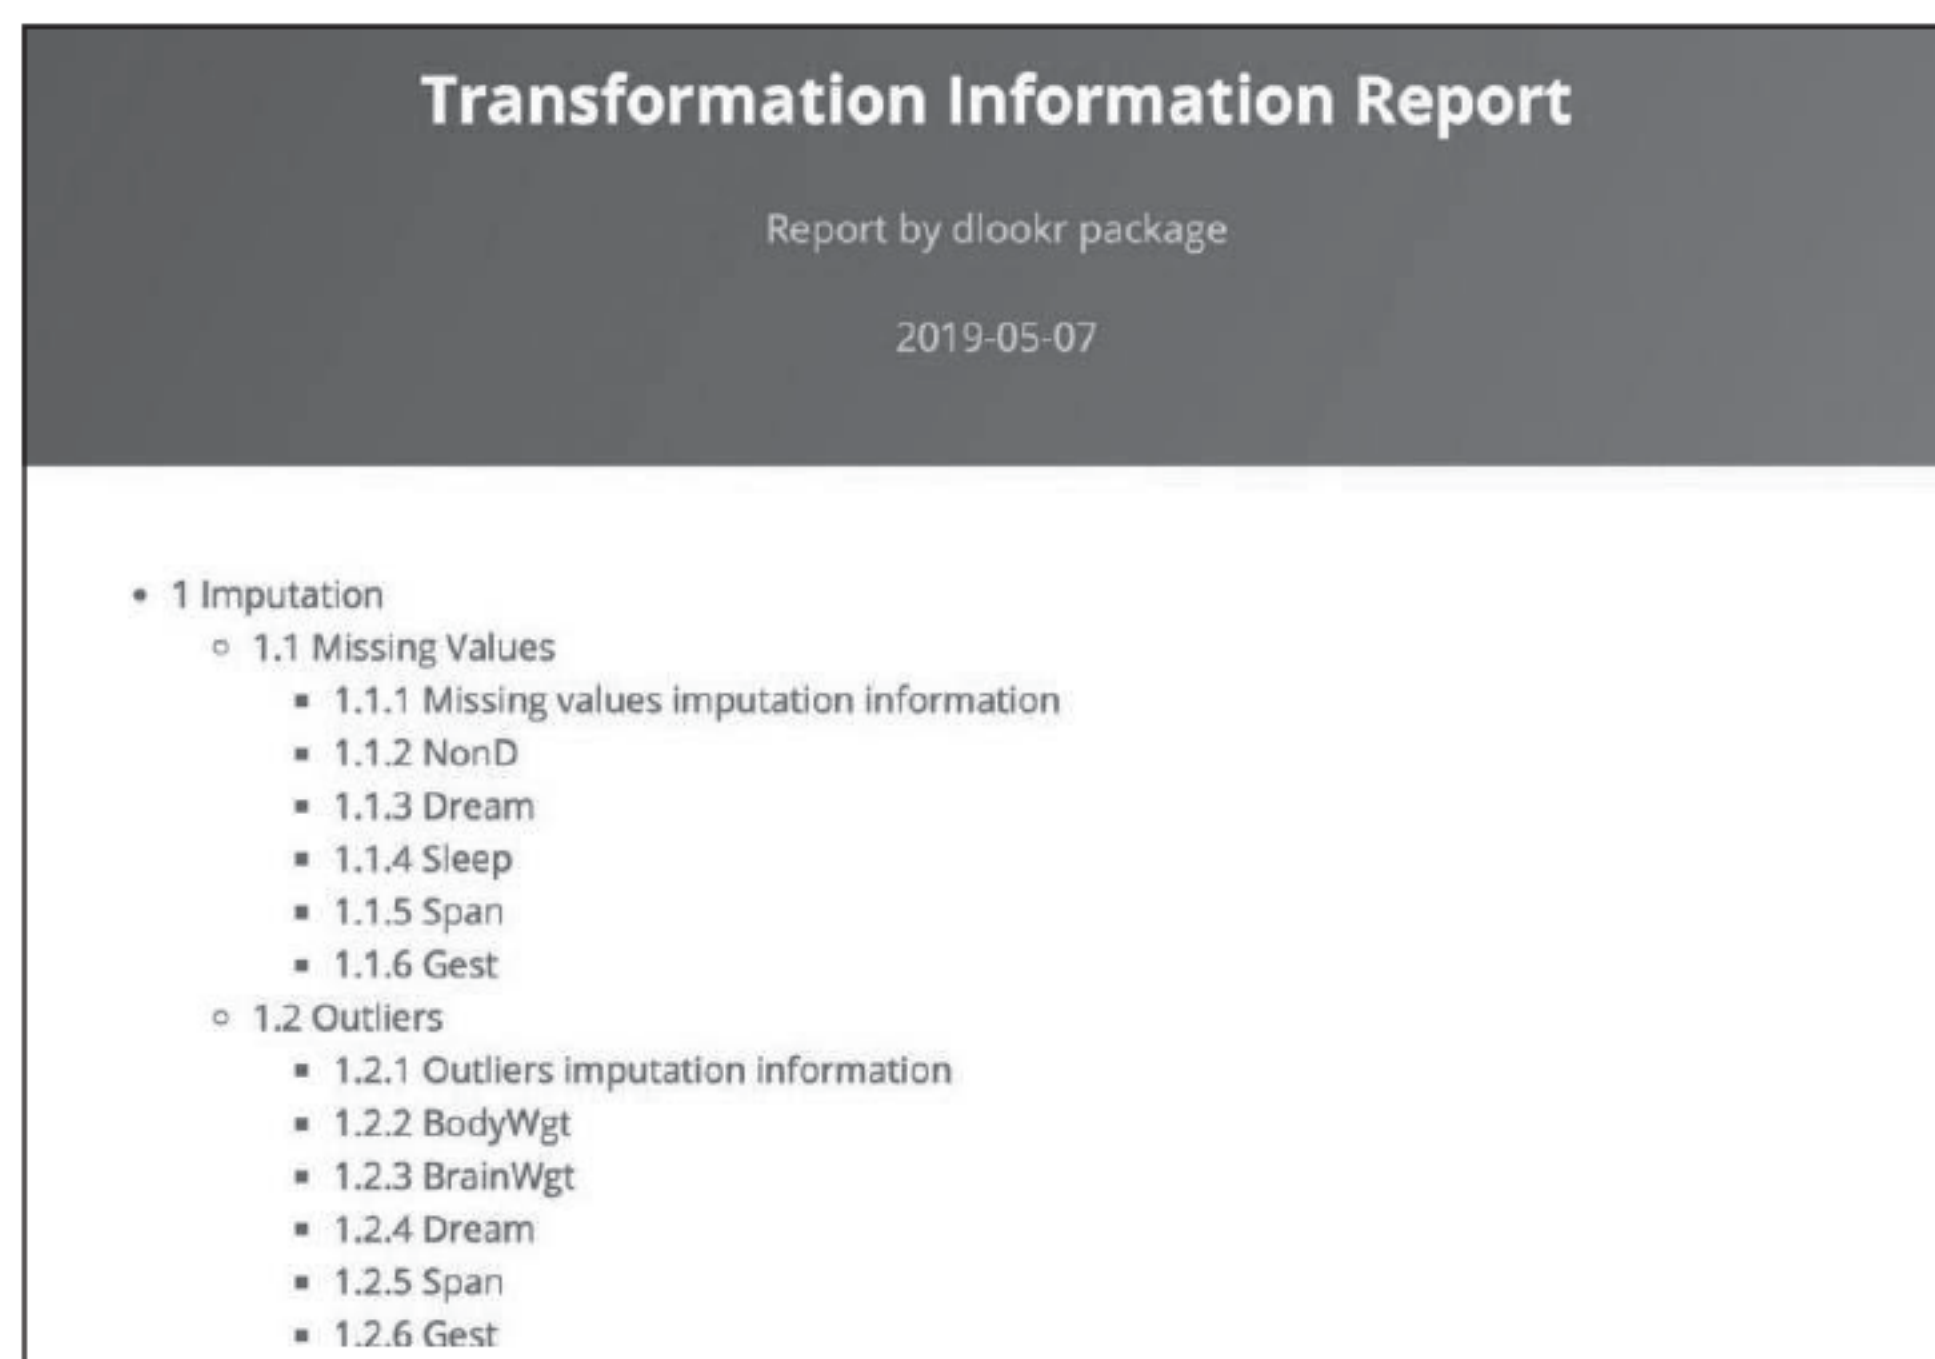 Transformation Information Report
Report by dlookr package
2019-05-07
• 1 Imputation
○ 1.1 Missing Values
▪ 1.1.1 Missing values imputation information
▪ 1.1.2 NonD
▪ 1.1.3 Dream
▪ 1.1.4 Sleep
▪ 1.1.5 Span
▪ 1.1.6 Gest
○ 1.2 Outliers
▪ 1.2.1 Outliers imputation information
▪ 1.2.2 BodyWgt
▪ 1.2.3 BrainWgt
▪ 1.2.4 Dream
▪ 1.2.5 Span
▪ 1.2.6 Gest